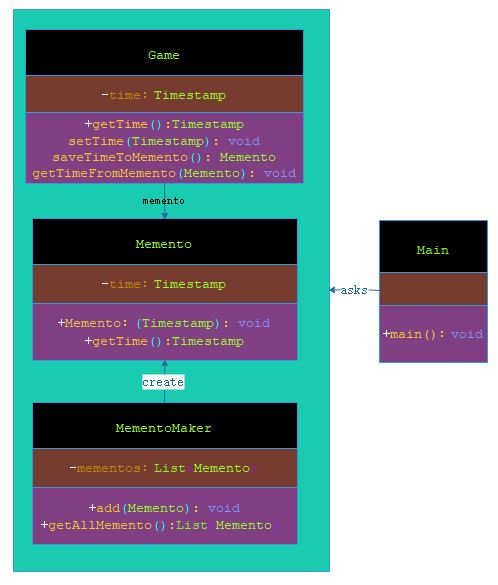 Game
-time: Timestamp
+getTime():Timestamp
setTime(Timestamp): void
saveTimeToMemento(): Memento
getTimeFromMemento(Memento): void
memento
Memento
-time: Timestamp
+Memento: (Timestamp): void
+getTime():Timestamp
create
MementoMaker
-mementos: List<Memento>
+add(Memento): void
+getAllMemento():List Memento
asks
Main
+main(): void